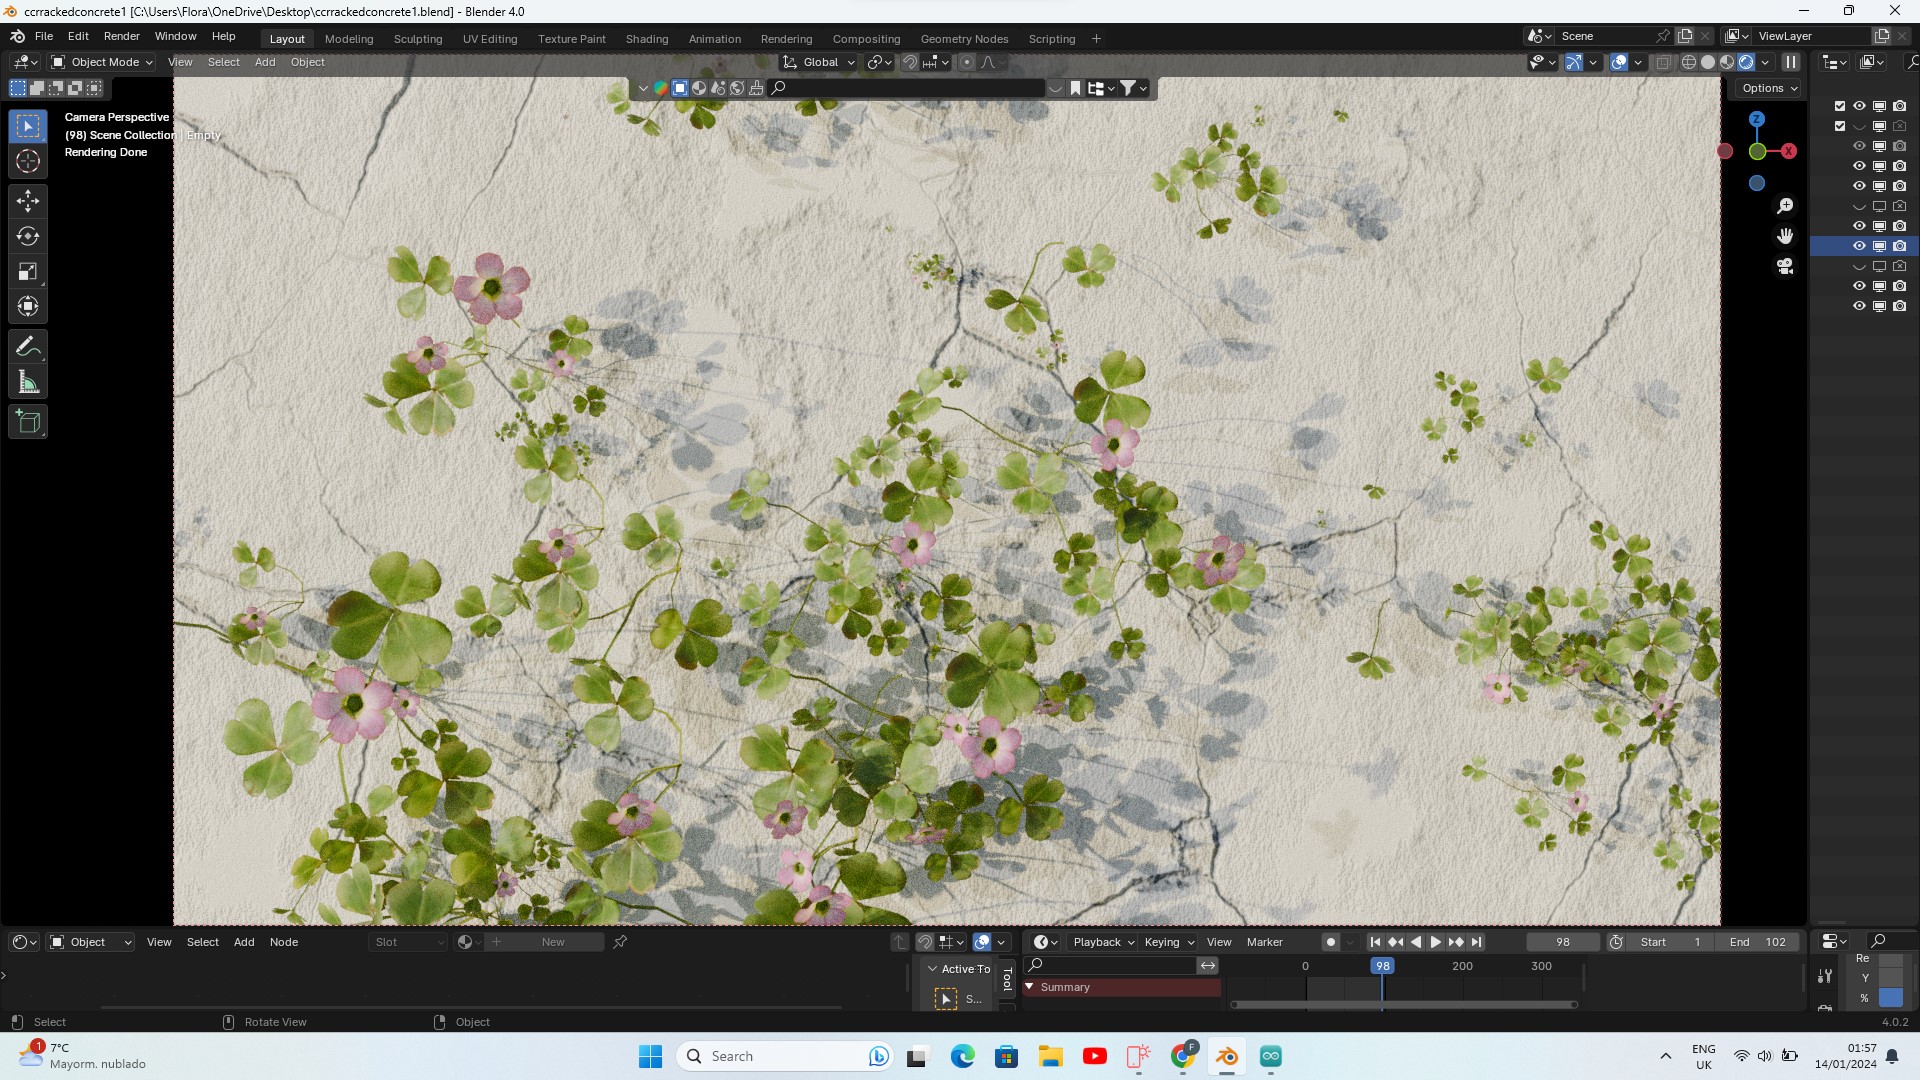 ccrrackedconcrete1 [C:\Users\Flora\OneDrive\Desktop\ccrrackedconcrete1.blend] - Blender 4.0
File Edit Render Window Help Layout Modeling Sculpting UV Editing Texture Paint Shading Animation Rendering Compositing Geometry Nodes Scripting + Scene ViewLayer
Object Mode View Select Add Object Global
Options
Camera Perspective
(98) Scene Collection | Empty
Rendering Done
Z
X
Object View Select Add Node Slot New Playback Keying View Marker 98 Start 1 End 102
Active To
Tool
S...
0 98 200 300
Summary
Re
Y
%
Select Rotate View Object 4.0.2
1
7°C
Mayorm. nublado
Search
F
ENG
UK
01:57
14/01/2024